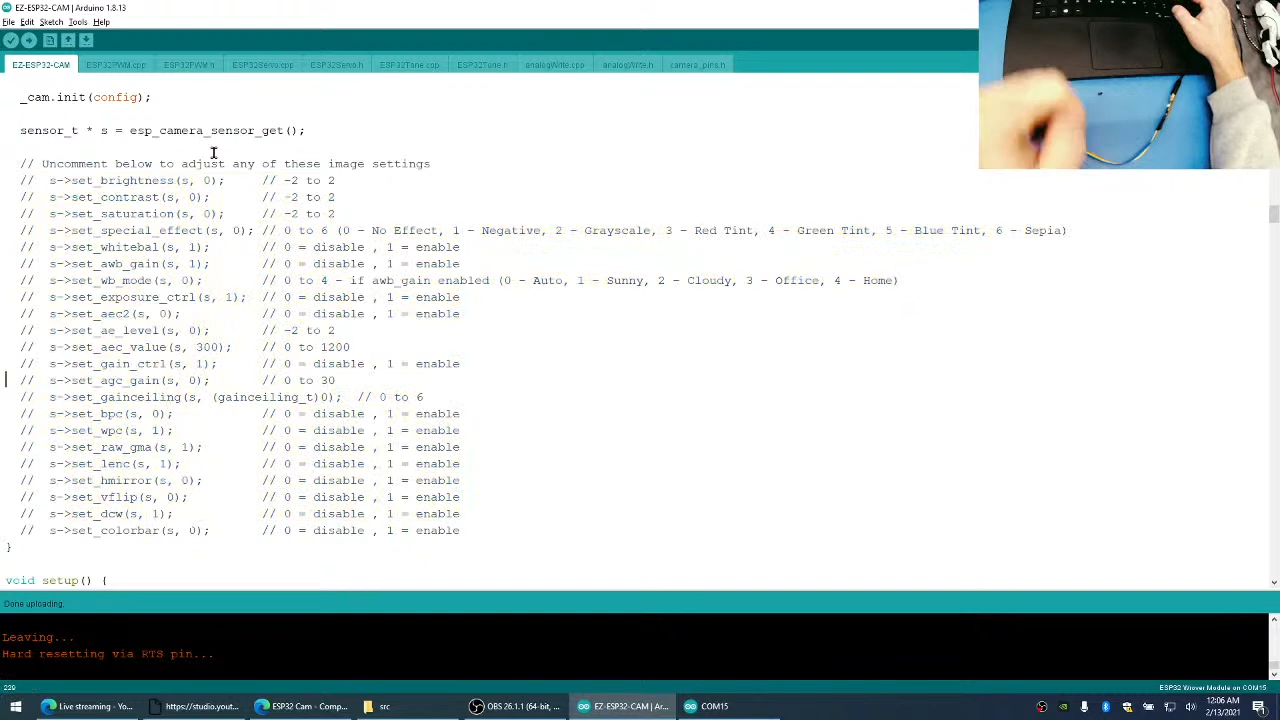 EZ-ESP32-CAM | Arduino 1.8.13
File Edit Sketch Tools Help
EZ-ESP32-CAM ESP32PWM.cpp ESP32PWM.h ESP32Servo.cpp ESP32Servo.h ESP32Tone.cpp ESP32Tone.h analogWrite.cpp analogWrite.h camera_pins.h
_cam.init(config);
sensor_t * s = esp_camera_sensor_get();
// Uncomment below to adjust any of these image settings
// s->set_brightness(s, 0); // -2 to 2
// s->set_contrast(s, 0); // -2 to 2
// s->set_saturation(s, 0); // -2 to 2
// s->set_special_effect(s, 0); // 0 to 6 (0 - No Effect, 1 - Negative, 2 - Grayscale, 3 - Red Tint, 4 - Green Tint, 5 - Blue Tint, 6 - Sepia)
// s->set_whitebal(s, 1); // 0 = disable , 1 = enable
// s->set_awb_gain(s, 1); // 0 = disable , 1 = enable
// s->set_wb_mode(s, 0); // 0 to 4 - if awb_gain enabled (0 - Auto, 1 - Sunny, 2 - Cloudy, 3 - Office, 4 - Home)
// s->set_exposure_ctrl(s, 1); // 0 = disable , 1 = enable
// s->set_aec2(s, 0); // 0 = disable , 1 = enable
// s->set_ae_level(s, 0); // -2 to 2
// s->set_aec_value(s, 300); // 0 to 1200
// s->set_gain_ctrl(s, 1); // 0 = disable , 1 = enable
// s->set_agc_gain(s, 0); // 0 to 30
// s->set_gainceiling(s, (gainceiling_t)0); // 0 to 6
// s->set_bpc(s, 0); // 0 = disable , 1 = enable
// s->set_wpc(s, 1); // 0 = disable , 1 = enable
// s->set_raw_gma(s, 1); // 0 = disable , 1 = enable
// s->set_lenc(s, 1); // 0 = disable , 1 = enable
// s->set_hmirror(s, 0); // 0 = disable , 1 = enable
// s->set_vflip(s, 0); // 0 = disable , 1 = enable
// s->set_dcw(s, 1); // 0 = disable , 1 = enable
// s->set_colorbar(s, 0); // 0 = disable , 1 = enable
}
void setup() {
Done uploading.
Leaving...
Hard resetting via RTS pin...
229 ESP32 Wrover Module on COM15
Live streaming - Yo... https://studio.yout... ESP32 Cam - Comp... src OBS 26.1.1 (64-bit, ... EZ-ESP32-CAM | Ar... COM15 12:06 AM
2/13/2021